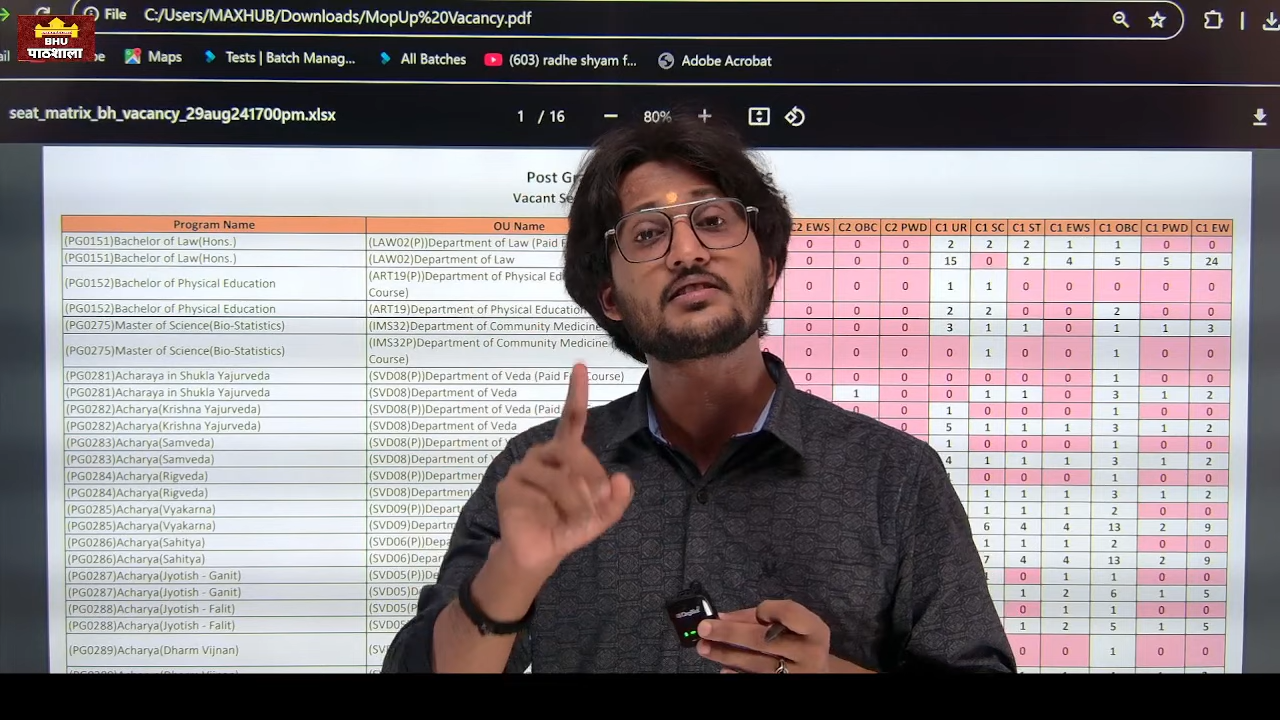 File C:/Users/MAXHUB/Downloads/MopUp%20Vacancy.pdf
BHU
पाठशाला
Maps Tests | Batch Manag... All Batches (603) radhe shyam f... Adobe Acrobat
seat_matrix_bh_vacancy_29aug241700pm.xlsx 1 / 16 80%
Post
Vacant
Program Name OU Name C2 EWS C2 OBC C2 PWD C1 UR C1 SC C1 ST C1 EWS C1 OBC C1 PWD C1 EW
(PG0151)Bachelor of Law(Hons.) (LAW02(P))Department of Law (Paid 0 0 0 2 2 2 1 1 0 0
(PG0151)Bachelor of Law(Hons.) (LAW02)Department of Law 0 0 0 15 0 2 4 5 5 24
(PG0152)Bachelor of Physical Education (ART19(P))Department of Physical
Course) 0 0 0 1 1 0 0 0 0 0
(PG0152)Bachelor of Physical Education (ART19)Department of Physical Education 0 0 0 2 2 0 0 2 0 0
(PG0275)Master of Science(Bio-Statistics) (IMS32)Department of Community Medicine 0 0 0 3 1 1 0 1 1 3
(PG0275)Master of Science(Bio-Statistics) (IMS32P)Department of Community Medicine
Course) 0 0 0 0 1 0 0 1 0 0
(PG0281)Acharaya in Shukla Yajurveda (SVD08(P))Department of Veda (Paid Course) 0 0 0 0 0 0 0 1 0 0
(PG0281)Acharaya in Shukla Yajurveda (SVD08)Department of Veda 0 1 0 0 1 1 0 3 1 2
(PG0282)Acharya(Krishna Yajurveda) (SVD08(P))Department of Veda (Paid 0 0 1 0 0 0 1 0 0
(PG0282)Acharya(Krishna Yajurveda) (SVD08)Department of Veda 0 5 1 1 1 3 1 2
(PG0283)Acharya(Samveda) (SVD08(P))Department of 1 0 0 0 1 0 0
(PG0283)Acharya(Samveda) (SVD08)Department of 4 1 1 1 3 1 2
(PG0284)Acharya(Rigveda) (SVD08(P))Department 0 0 0 1 0 0
(PG0284)Acharya(Rigveda) (SVD08)Department 1 1 1 3 1 2
(PG0285)Acharya(Vyakarna) (SVD09(P)) 1 1 1 2 0 0
(PG0285)Acharya(Vyakarna) (SVD09) 6 4 4 13 2 9
(PG0286)Acharya(Sahitya) (SVD06(P)) 1 1 1 2 0 0
(PG0286)Acharya(Sahitya) (SVD06) 7 4 4 13 2 9
(PG0287)Acharya(Jyotish - Ganit) (SVD05(P)) 0 1 1 0 0
(PG0287)Acharya(Jyotish - Ganit) (SVD05) 1 2 6 1 5
(PG0288)Acharya(Jyotish - Falit) 0 1 1 0 0
(PG0288)Acharya(Jyotish - Falit) 1 2 5 1 5
(PG0289)Acharya(Dharm Vijnan) 0 0 1 0 0